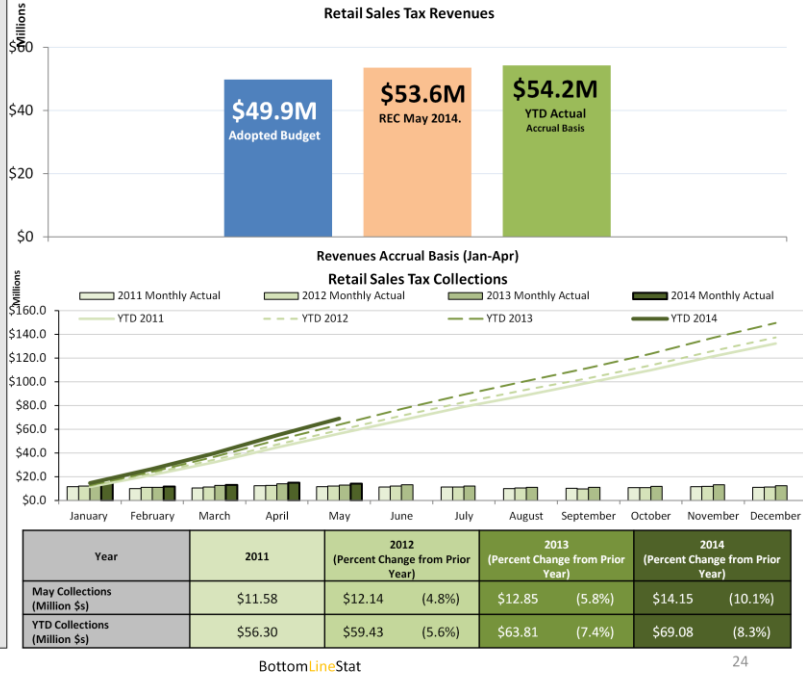 Retail Sales Tax Revenues
Millions
$60
$40
$20
$0
$49.9M
Adopted Budget
$53.6M
REC May 2014.
$54.2M
YTD Actual
Accrual Basis
Revenues Accrual Basis (Jan-Apr)
Retail Sales Tax Collections
Millions
2011 Monthly Actual 2012 Monthly Actual 2013 Monthly Actual 2014 Monthly Actual
YTD 2011 YTD 2012 YTD 2013 YTD 2014
$160.0
$140.0
$120.0
$100.0
$80.0
$60.0
$40.0
$20.0
$0.0
January February March April May June July August September October November December
Year 2011 2012 (Percent Change from Prior Year) 2013 (Percent Change from Prior Year) 2014 (Percent Change from Prior Year)
May Collections (Million $s) $11.58 $12.14 (4.8%) $12.85 (5.8%) $14.15 (10.1%)
YTD Collections (Million $s) $56.30 $59.43 (5.6%) $63.81 (7.4%) $69.08 (8.3%)
BottomLineStat
24